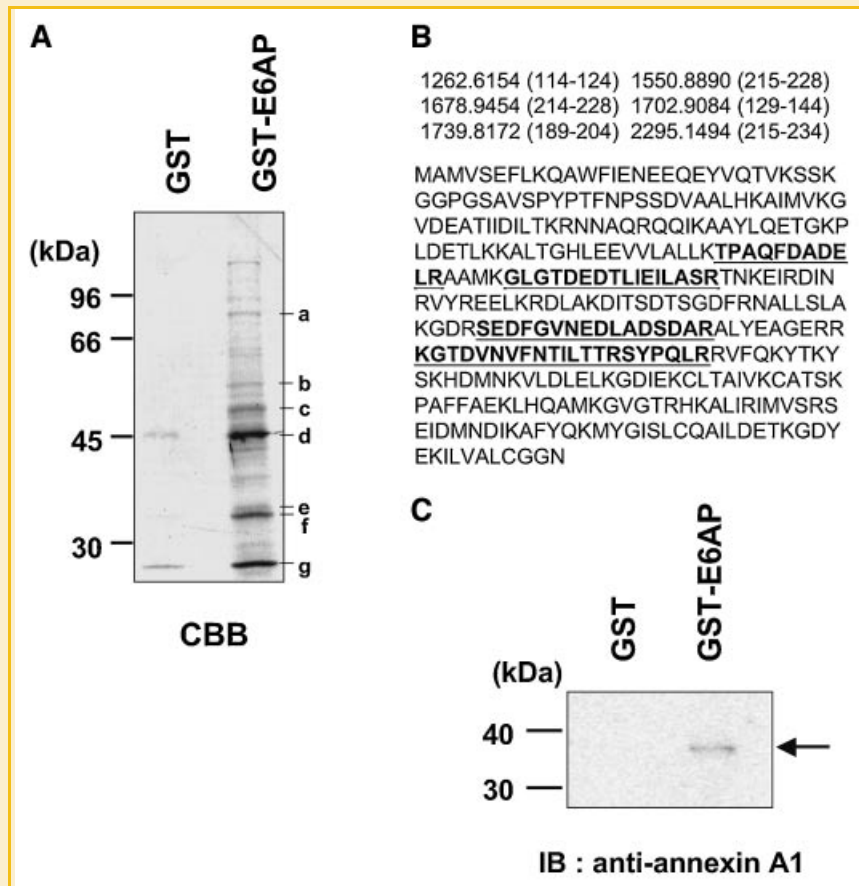 A
GST
GST-E6AP
(kDa)
96
66
45
30
a
b
c
d
e
f
g
CBB
B
1262.6154 (114-124) 1550.8890 (215-228)
1678.9454 (214-228) 1702.9084 (129-144)
1739.8172 (189-204) 2295.1494 (215-234)
MAMVSEFLKQAWFIENEEQEYVQTVKSSK
GGPGSAVSPYPTFNPSSDVAALHKAIMVKG
VDEATIIDILTKRNNAQRQQIKAAYLQETGKP
LDETLKKALTGHLEEVVLALLKTPAQFDADE
LRAAMKGLGTDEDTLIEILASRTNKEIRDIN
RVYREELKRDLAKDITSDTSGDFRNALLSLA
KGDRSEDFGVNEDLADSDARALYEAGERR
KGTDVNVFNTILTTRSYPQLRRVFQKYTKY
SKHDMNKVLDLELKGDIEKCLTAIVKCATSK
PAFFAEKLHQAMKGVGTRHKALIRIMVSRS
EIDMNDIKAFYQKMYGISLCQAILDETKGDY
EKILVALCGGN
C
GST
GST-E6AP
(kDa)
40
30
IB : anti-annexin A1